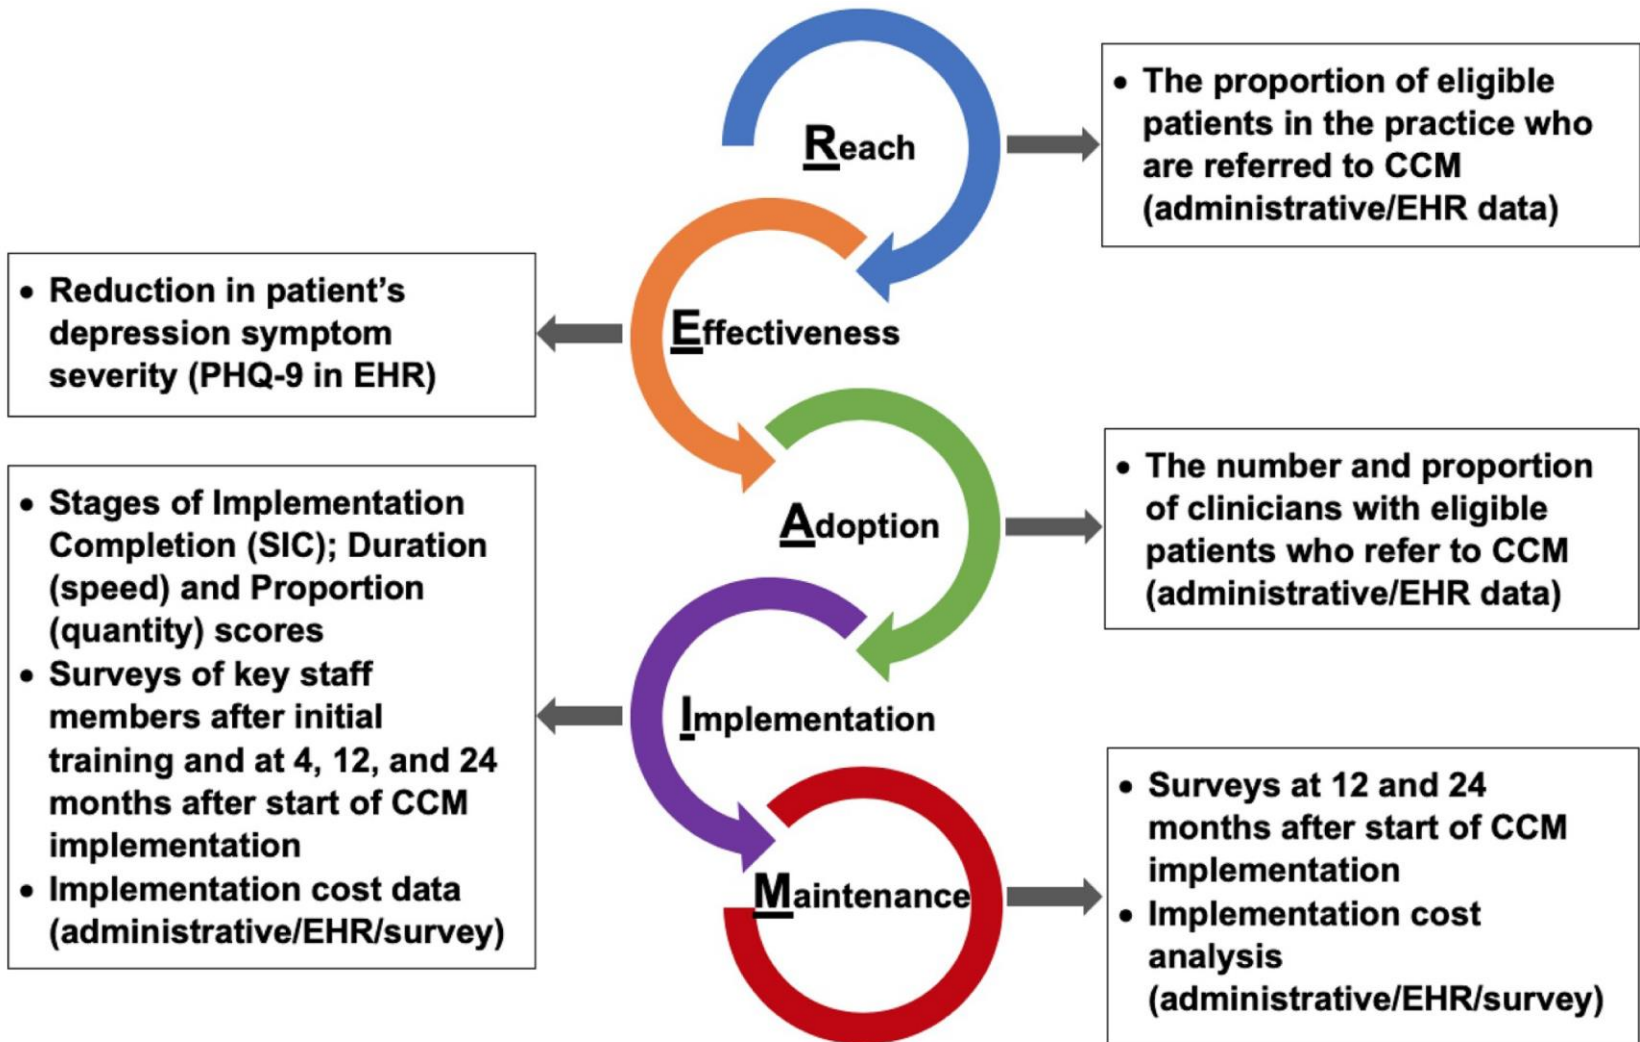 Reach
• The proportion of eligible
patients in the practice who
are referred to CCM
(administrative/EHR data)
Effectiveness
• Reduction in patient’s
depression symptom
severity (PHQ-9 in EHR)
Adoption
• The number and proportion
of clinicians with eligible
patients who refer to CCM
(administrative/EHR data)
Implementation
• Stages of Implementation
Completion (SIC); Duration
(speed) and Proportion
(quantity) scores
• Surveys of key staff
members after initial
training and at 4, 12, and 24
months after start of CCM
implementation
• Implementation cost data
(administrative/EHR/survey)
Maintenance
• Surveys at 12 and 24
months after start of CCM
implementation
• Implementation cost
analysis
(administrative/EHR/survey)